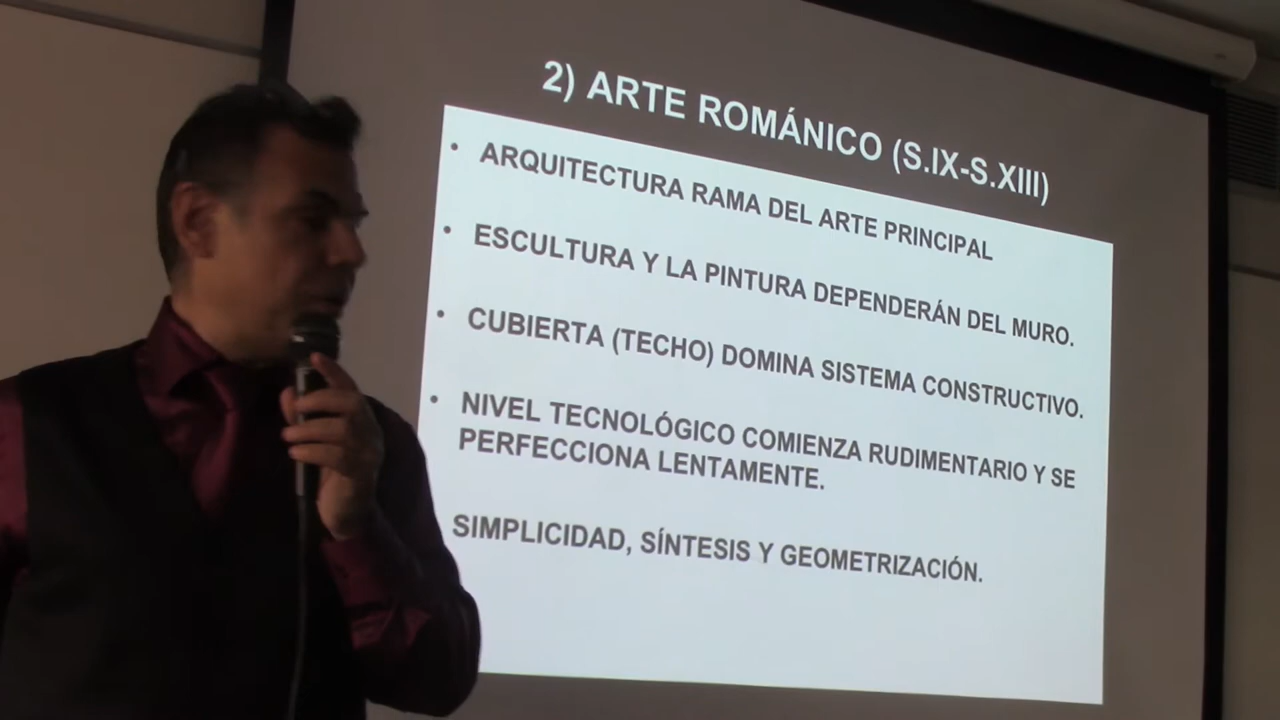 2) ARTE ROMÁNICO (S.IX-S.XIII)
• ARQUITECTURA RAMA DEL ARTE PRINCIPAL
• ESCULTURA Y LA PINTURA DEPENDERÁN DEL MURO.
• CUBIERTA (TECHO) DOMINA SISTEMA CONSTRUCTIVO.
• NIVEL TECNOLÓGICO COMIENZA RUDIMENTARIO Y SE
PERFECCIONA LENTAMENTE.
SIMPLICIDAD, SÍNTESIS Y GEOMETRIZACIÓN.